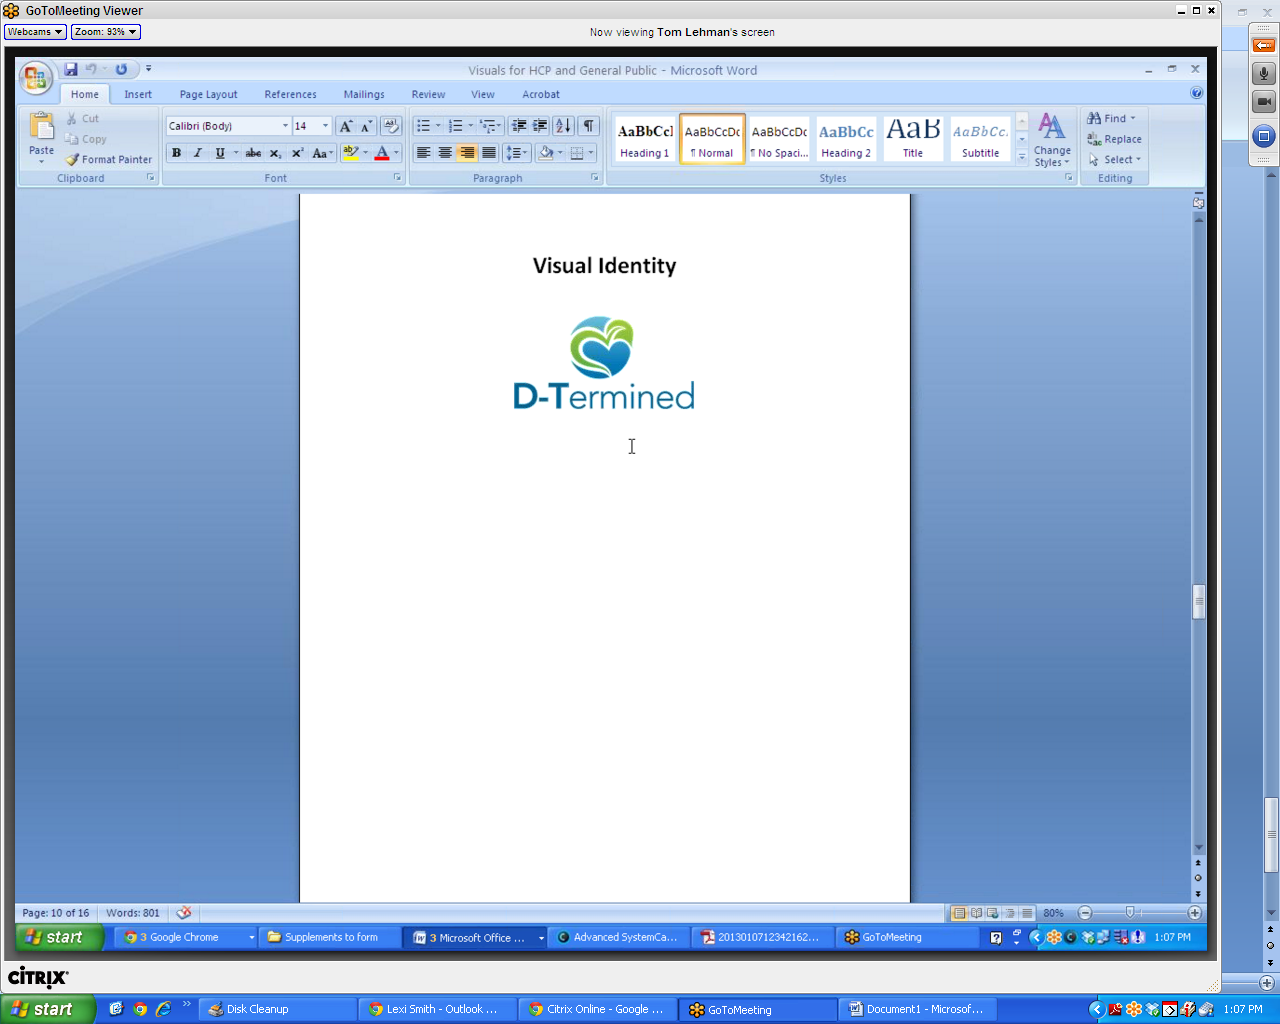 GoToMeeting Viewer
Webcams
Zoom: 93%
Now viewing Tom Lehman's screen
Visuals for HCP and General Public - Microsoft Word
Home Insert Page Layout References Mailings Review View Acrobat
Paste
Cut
Copy
Format Painter
Clipboard
Calibri (Body) 14
B I U abc X₂ X² Aa
Font
Paragraph
AaBbCc AaBbCcDc AaBbCcDc AaBbCc AaB AaBbCc.
Heading 1 ¶ Normal ¶ No Spaci... Heading 2 Title Subtitle
Change Styles
Styles
Find
Replace
Select
Editing
Visual Identity
D-Termined
Page: 10 of 16 Words: 801
80%
start 3 Google Chrome Supplements to form 3 Microsoft Office ... Advanced SystemCa... 2013010712342162... GoToMeeting 1:07 PM
CITRIX
start Disk Cleanup Lexi Smith - Outlook ... Citrix Online - Google ... GoToMeeting Document1 - Microsof... 1:07 PM